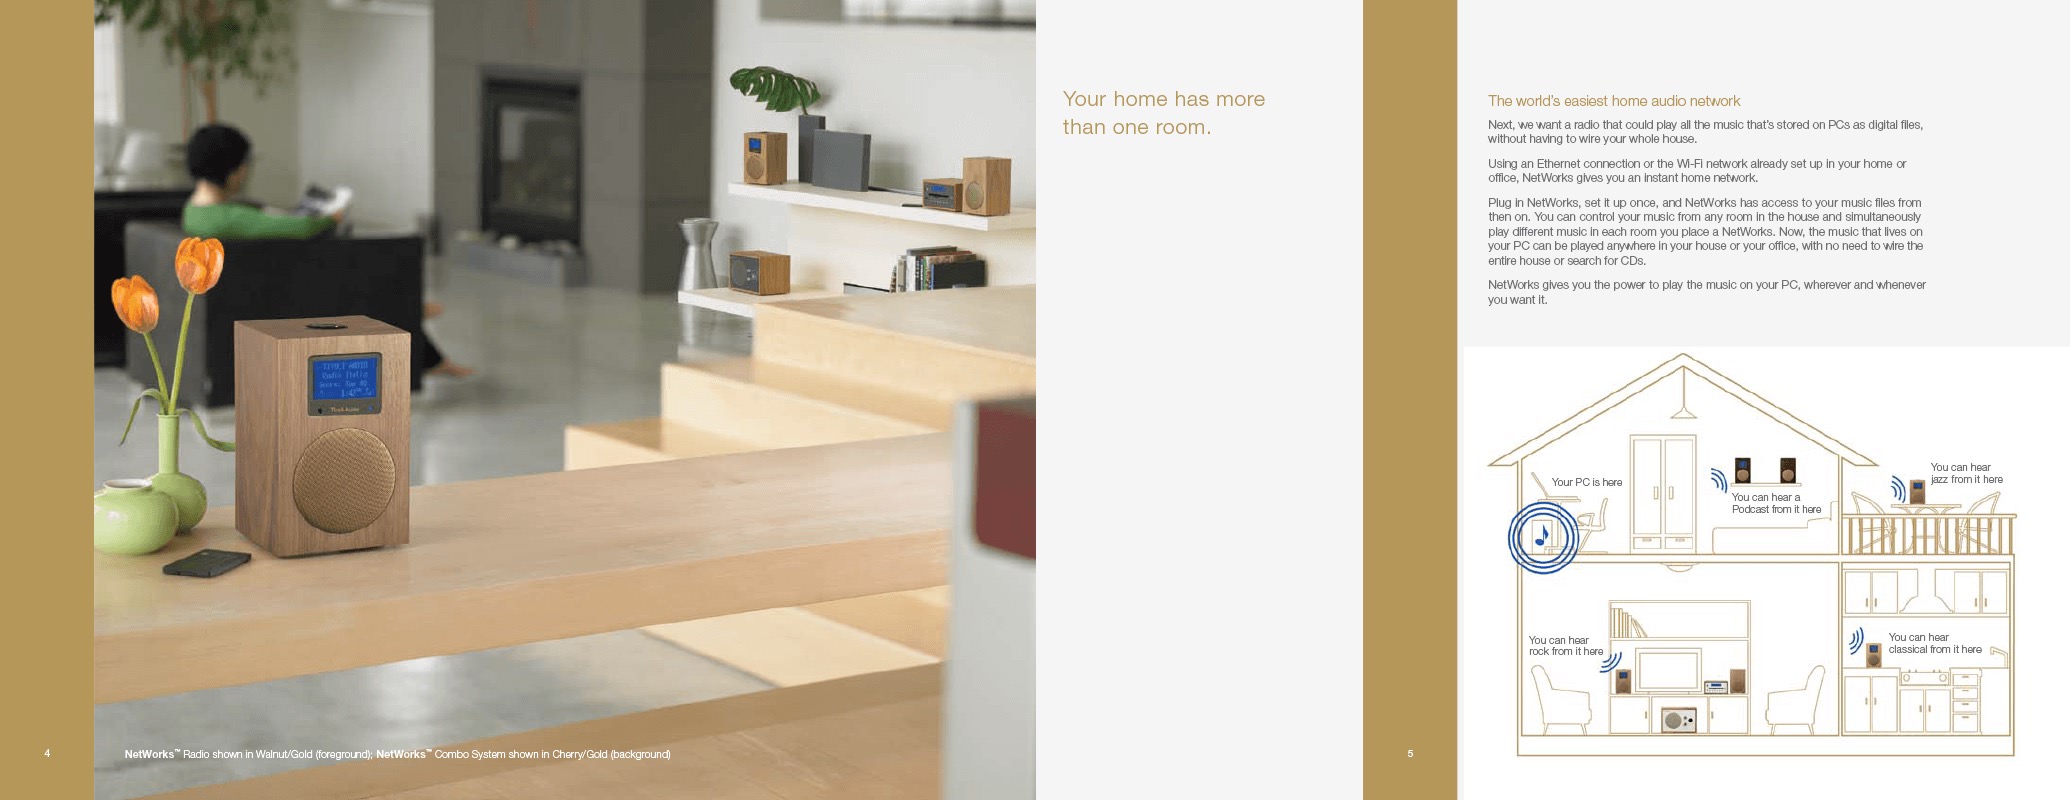 Your home has more
than one room.
NetWorks™ Radio shown in Walnut/Gold (foreground); NetWorks™ Combo System shown in Cherry/Gold (background)
4
The world's easiest home audio network
Next, we want a radio that could play all the music that's stored on PCs as digital files,
without having to wire your whole house.
Using an Ethernet connection or the Wi-Fi network already set up in your home or
office, NetWorks gives you an instant home network.
Plug in NetWorks, set it up once, and NetWorks has access to your music files from
then on. You can control your music from any room in the house and simultaneously
play different music in each room you place a NetWorks. Now, the music that lives on
your PC can be played anywhere in your house or your office, with no need to wire the
entire house or search for CDs.
NetWorks gives you the power to play the music on your PC, wherever and whenever
you want it.
Your PC is here
You can hear a
Podcast from it here
You can hear
jazz from it here
You can hear
rock from it here
You can hear
classical from it here
5